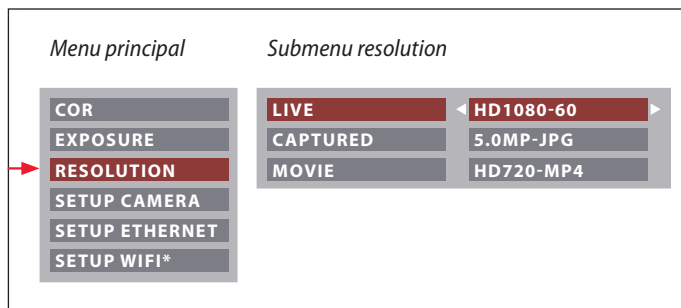 Menu principal
Submenu resolution
COR
EXPOSURE
RESOLUTION
SETUP CAMERA
SETUP ETHERNET
SETUP WIFI*
LIVE HD1080-60
CAPTURED 5.0MP-JPG
MOVIE HD720-MP4